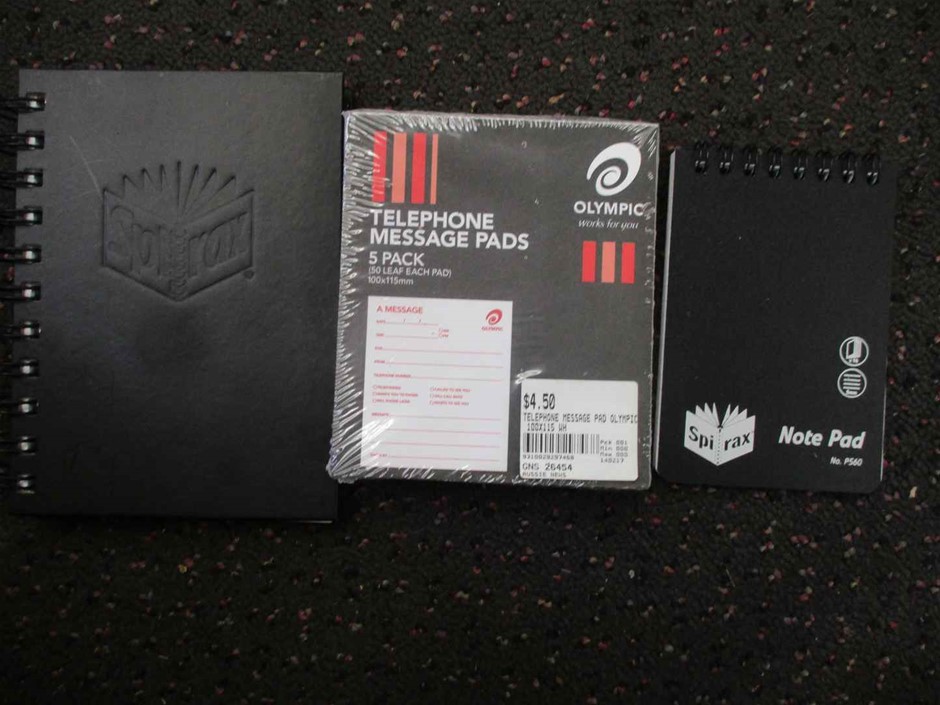 Spirax
TELEPHONE
MESSAGE PADS
5 PACK
(50 LEAF EACH PAD)
100x115mm
OLYMPIC
works for you
A MESSAGE
OLYMPIC
$4.50
TELEPHONE MESSAGE PAD OLYMPIC
100X115 WH
GNS 26454
AUSSIE NEWS
Spirax
Note Pad
No. P560